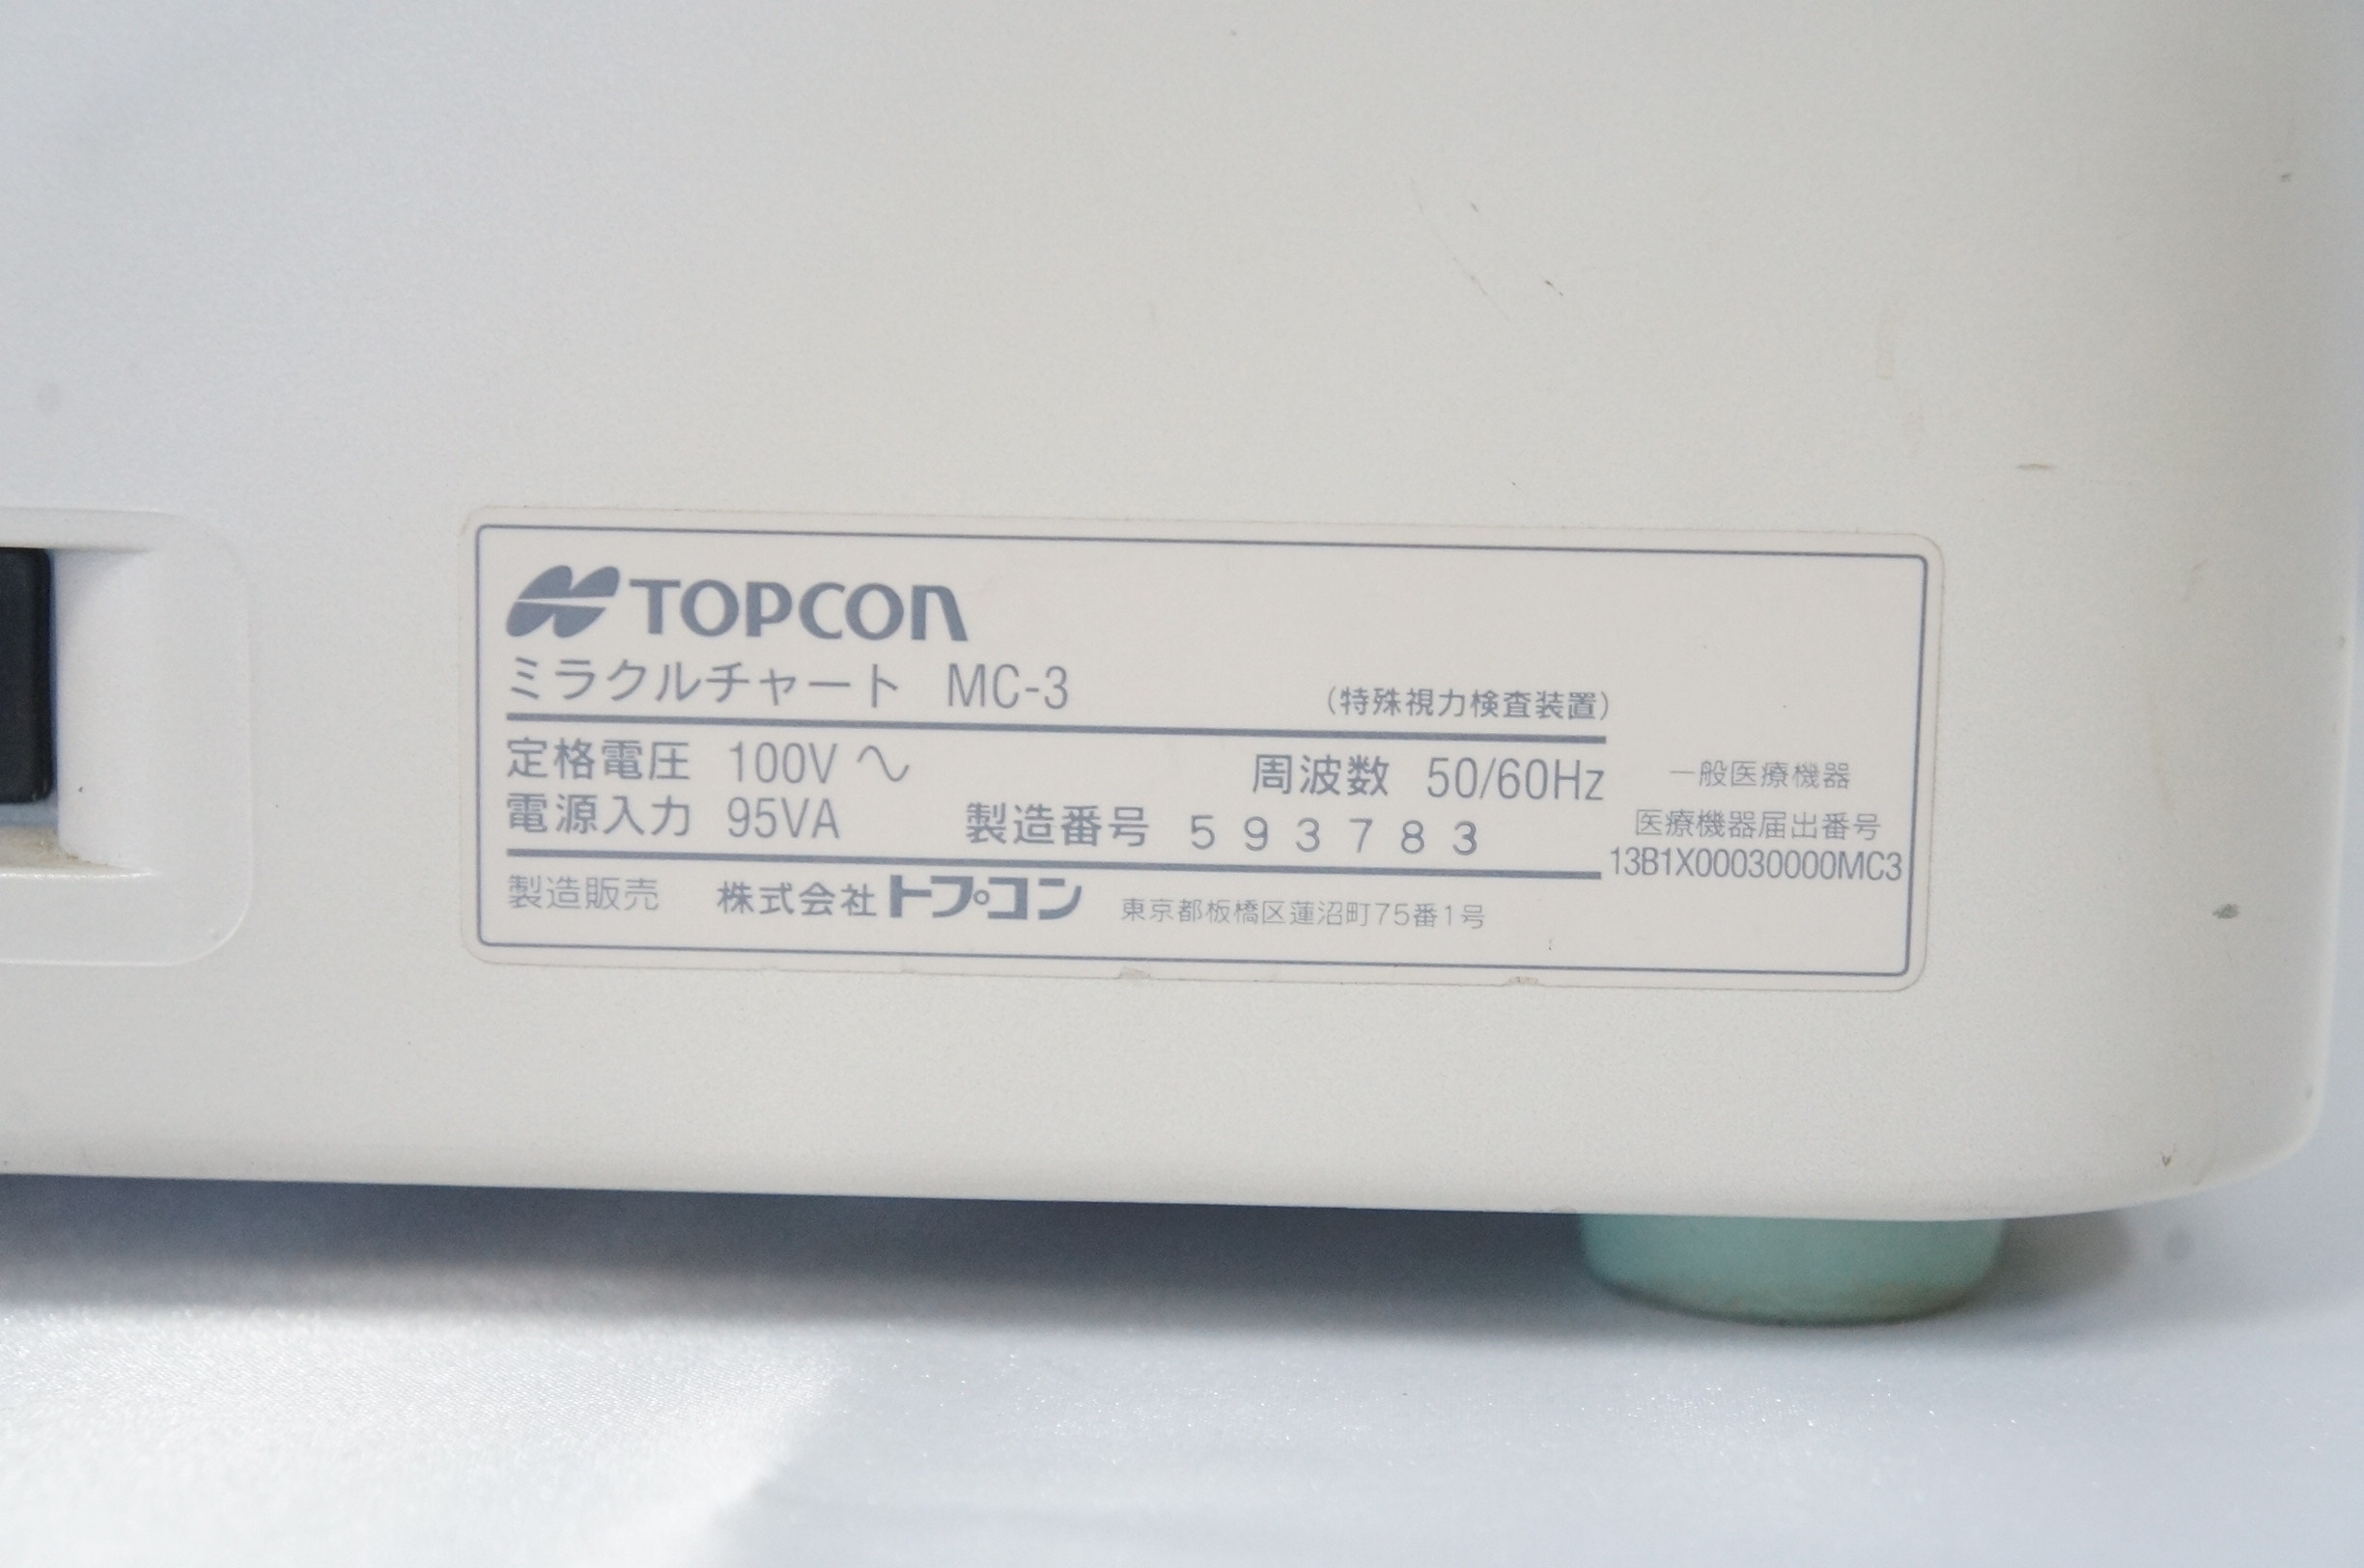 TOPCON
ミラクルチャート MC-3 (特殊視力検査装置)
定格電圧 100V ～ 周波数 50/60Hz
電源入力 95VA 製造番号 593783
製造販売 株式会社トプコン 東京都板橋区蓮沼町75番1号
一般医療機器
医療機器届出番号
13B1X00030000MC3